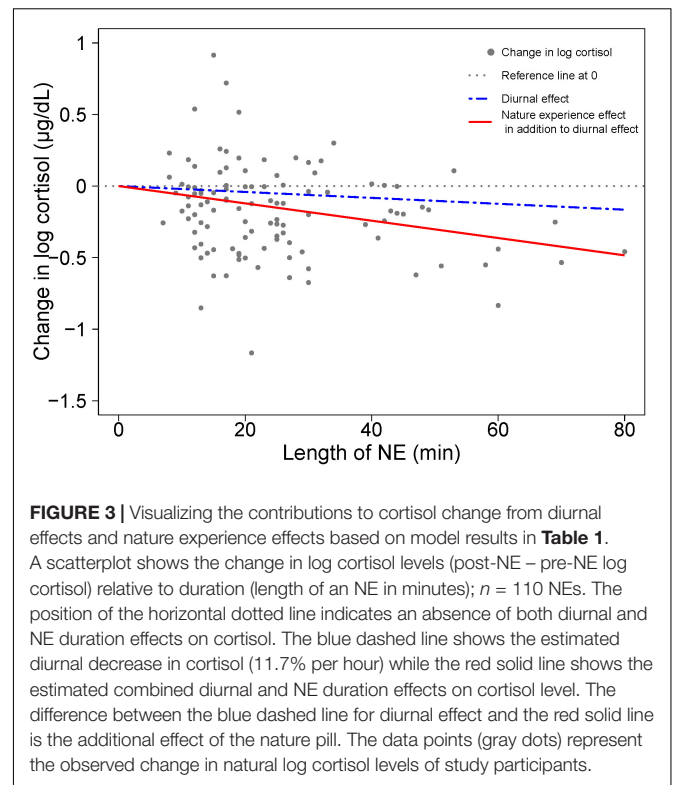 1
0.5
0
−0.5
−1
−1.5
Change in log cortisol (µg/dL)
Change in log cortisol
Reference line at 0
Diurnal effect
Nature experience effect
in addition to diurnal effect
0 20 40 60 80
Length of NE (min)
FIGURE 3 | Visualizing the contributions to cortisol change from diurnal
effects and nature experience effects based on model results in Table 1.
A scatterplot shows the change in log cortisol levels (post-NE – pre-NE log
cortisol) relative to duration (length of an NE in minutes); n = 110 NEs. The
position of the horizontal dotted line indicates an absence of both diurnal and
NE duration effects on cortisol. The blue dashed line shows the estimated
diurnal decrease in cortisol (11.7% per hour) while the red solid line shows the
estimated combined diurnal and NE duration effects on cortisol level. The
difference between the blue dashed line for diurnal effect and the red solid line
is the additional effect of the nature pill. The data points (gray dots) represent
the observed change in natural log cortisol levels of study participants.